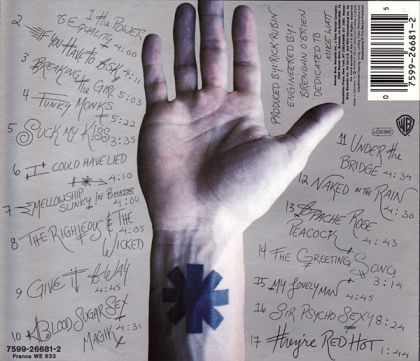 1 THE POWER
OF EQUALITY 4:00
2 IF YOU HAVE TO ASK
3 BREAKING THE GIRL
4 FUNKY MONKS 5:03
5:22
5 SUCK MY KISS 3:35
6 I COULD HAVE LIED
4:10
7 MELLOWSHIP
SLINKY IN B MAJOR
4:00
8 THE RIGHTEOUS & THE
WICKED 4:05
9 GIVE IT AWAY
4:45
10 BLOOD SUGAR SEX
MAGIK 4:31
7599-26681-2
France WE 833
PRODUCED BY: RICK RUBIN
ENGINEERED BY:
BRENDAN O'BRIEN
DEDICATED TO
MIKE WATT
7599-26681-2
11 UNDER THE
BRIDGE 4:34
12 NAKED IN THE RAIN
4:30
13 APACHE ROSE
PEACOCK
4:43
14 THE GREETING SONG
3:14
15 MY LOVELY MAN
4:45
16 SIR PSYCHO SEXY 8:24
17 THEY'RE RED HOT
1:44